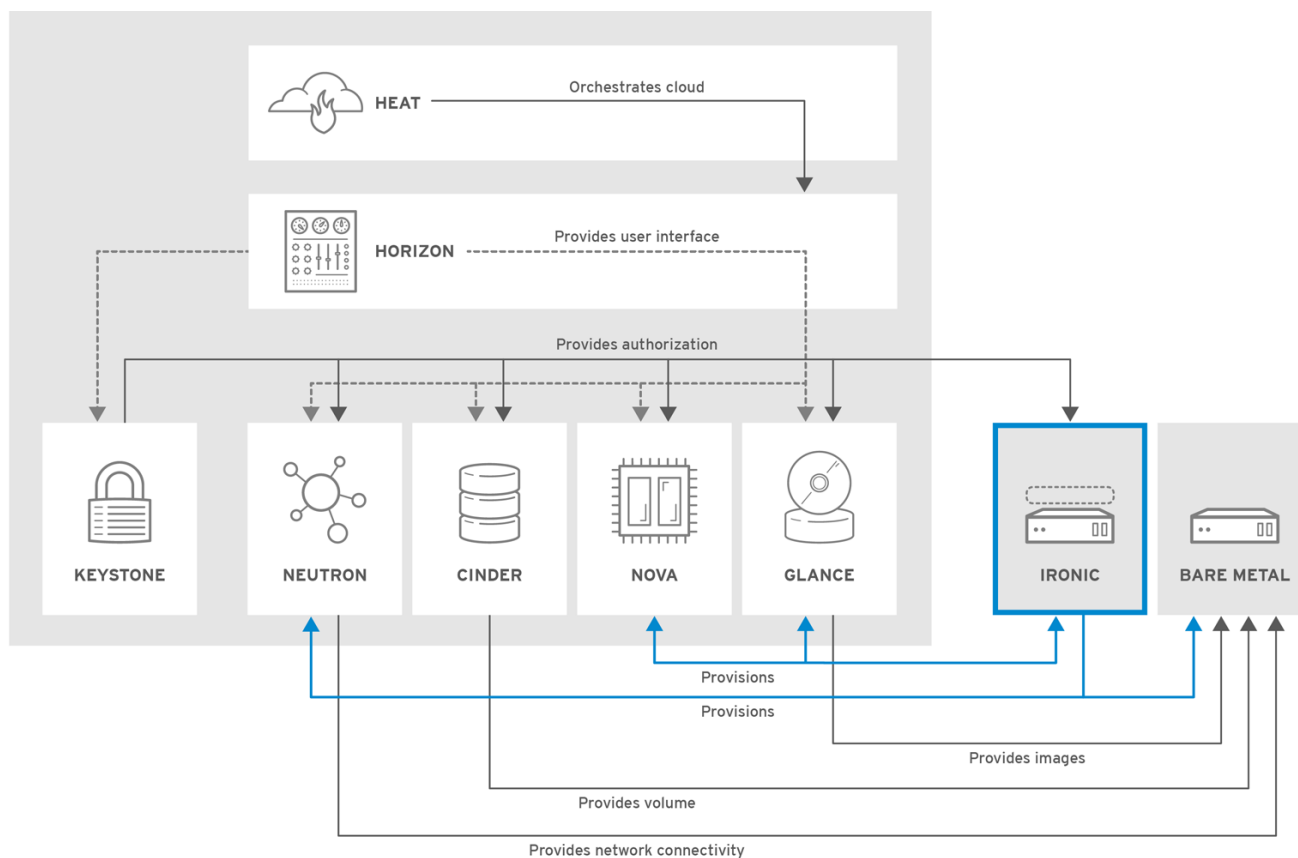 Orchestrates cloud
HEAT
Provides user interface
HORIZON
Provides authorization
KEYSTONE
NEUTRON
CINDER
NOVA
GLANCE
IRONIC
BARE METAL
Provisions
Provisions
Provides images
Provides volume
Provides network connectivity